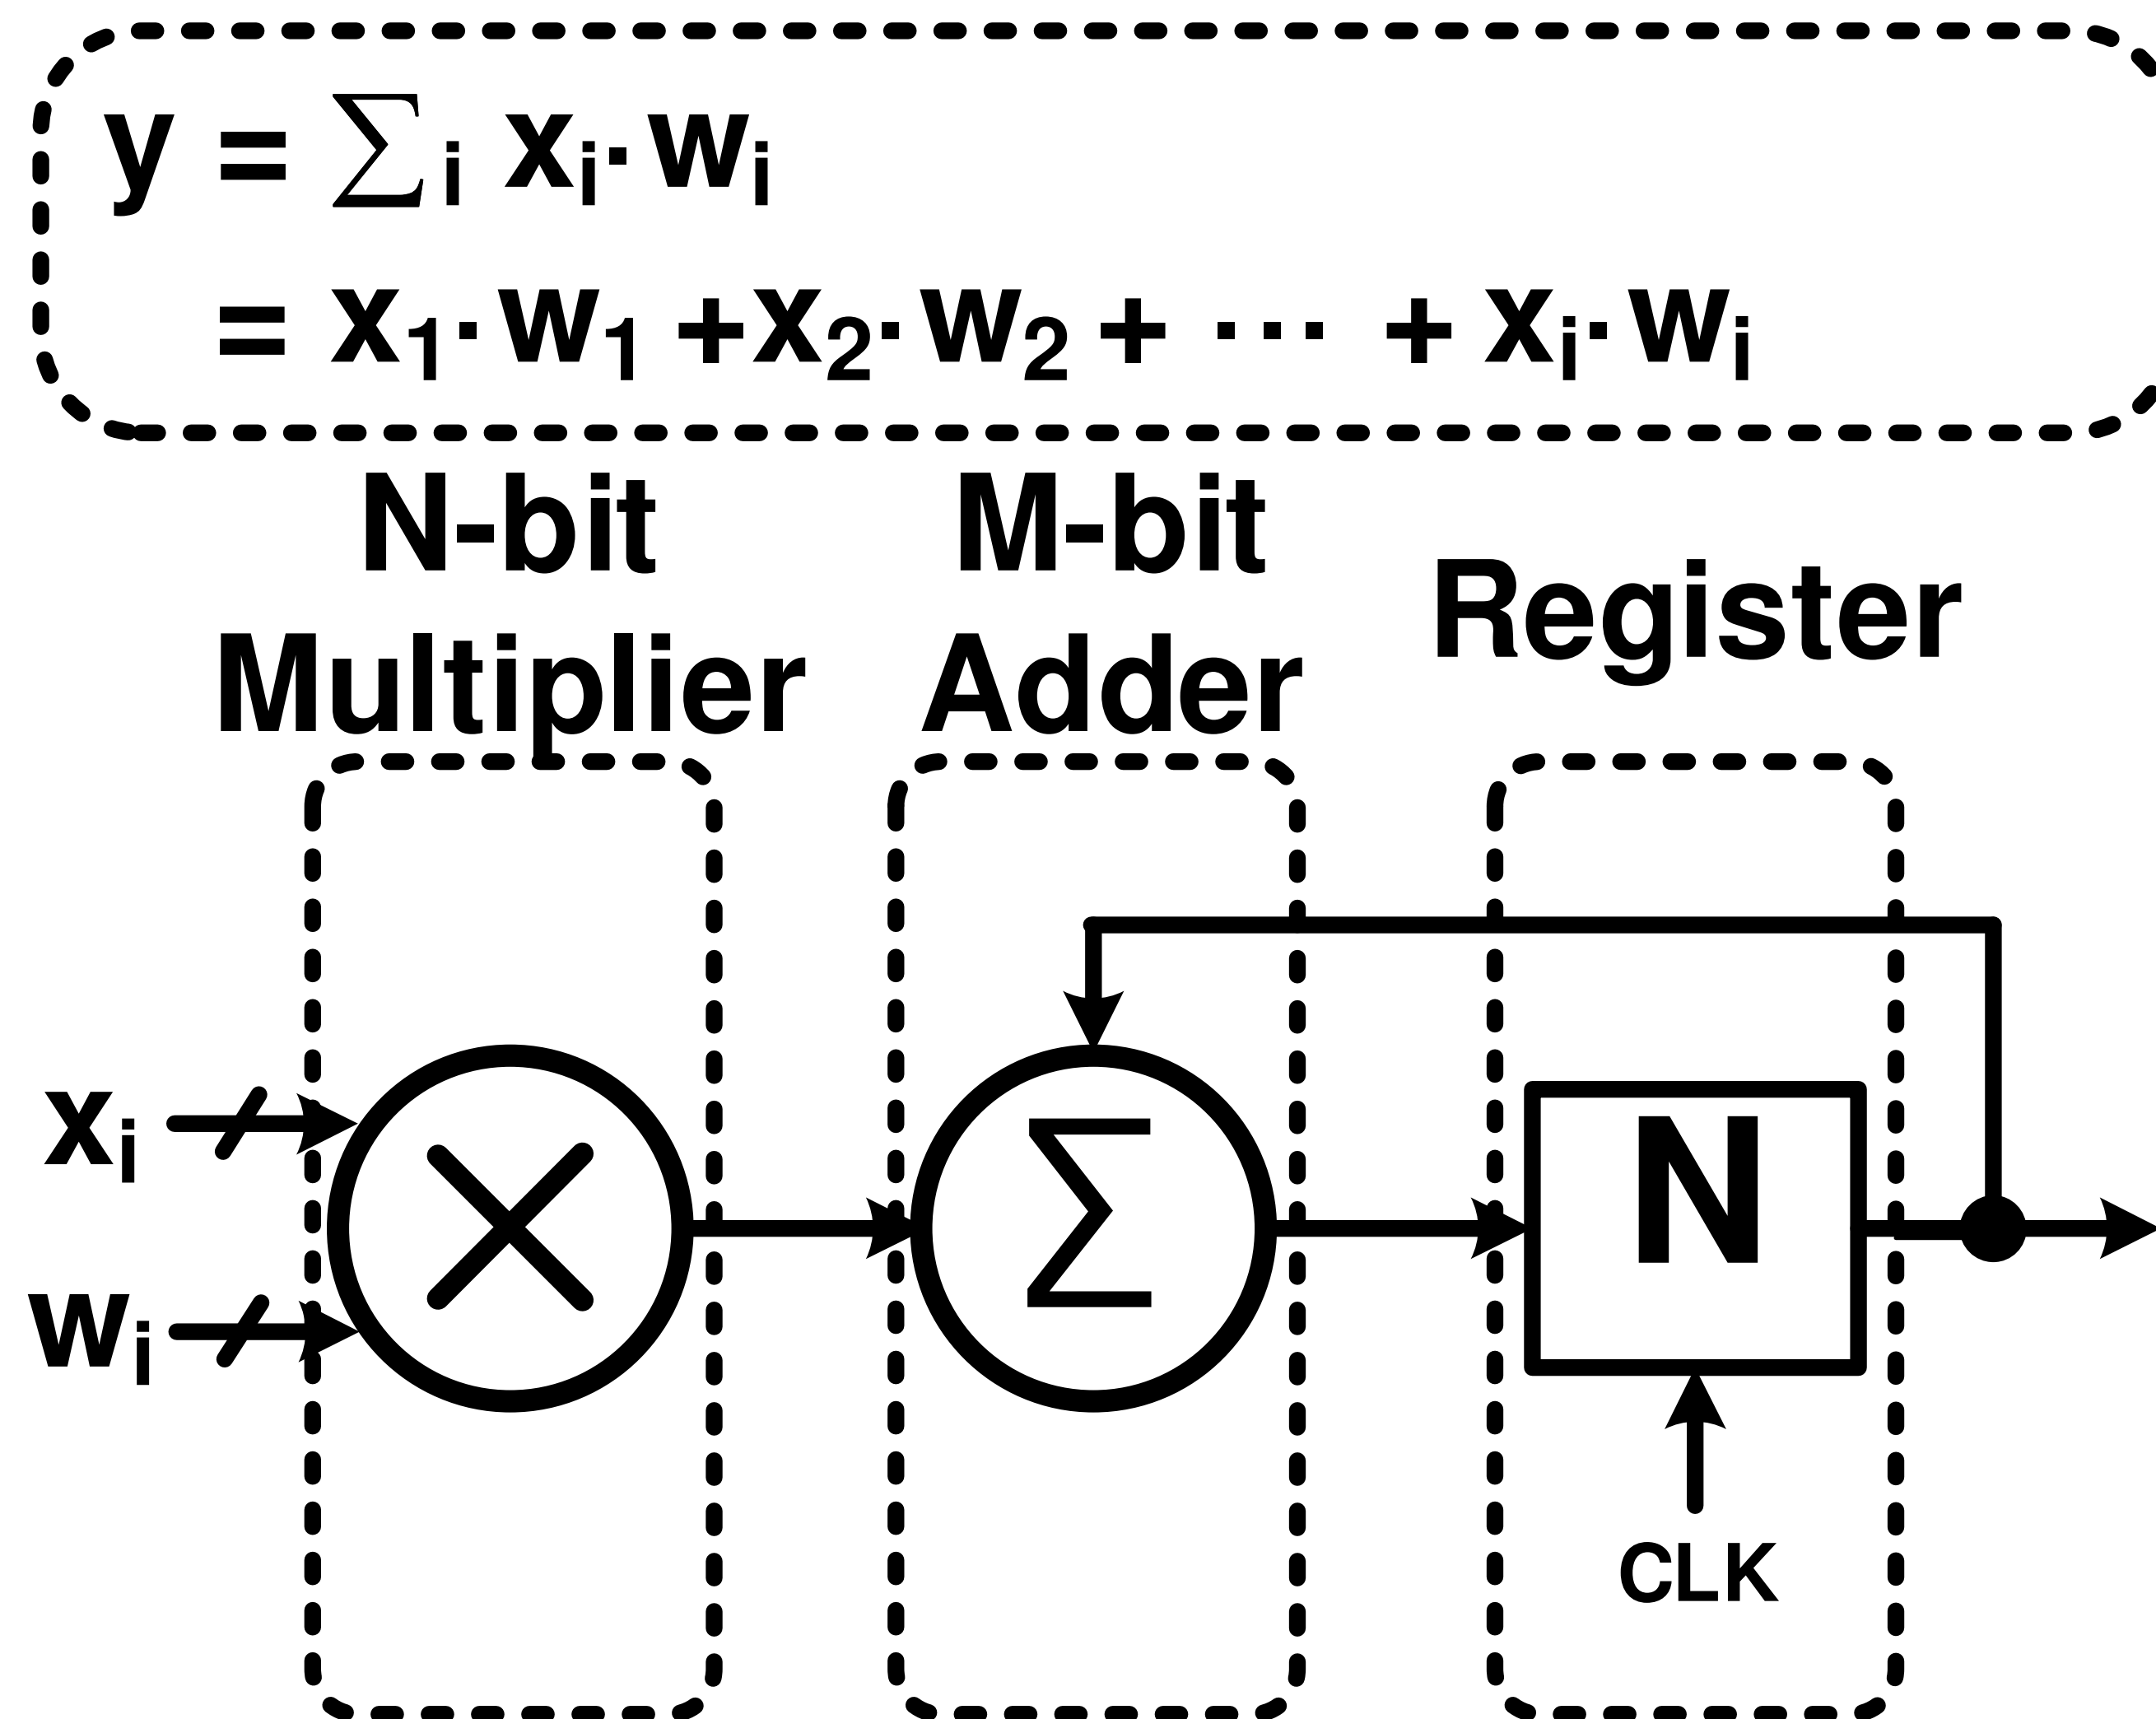 y = ∑i xi·wi
= x1·w1 + x2·w2 + ··· + xi·wi
N-bit
Multiplier
M-bit
Adder
Register
xi
wi
Σ
N
CLK